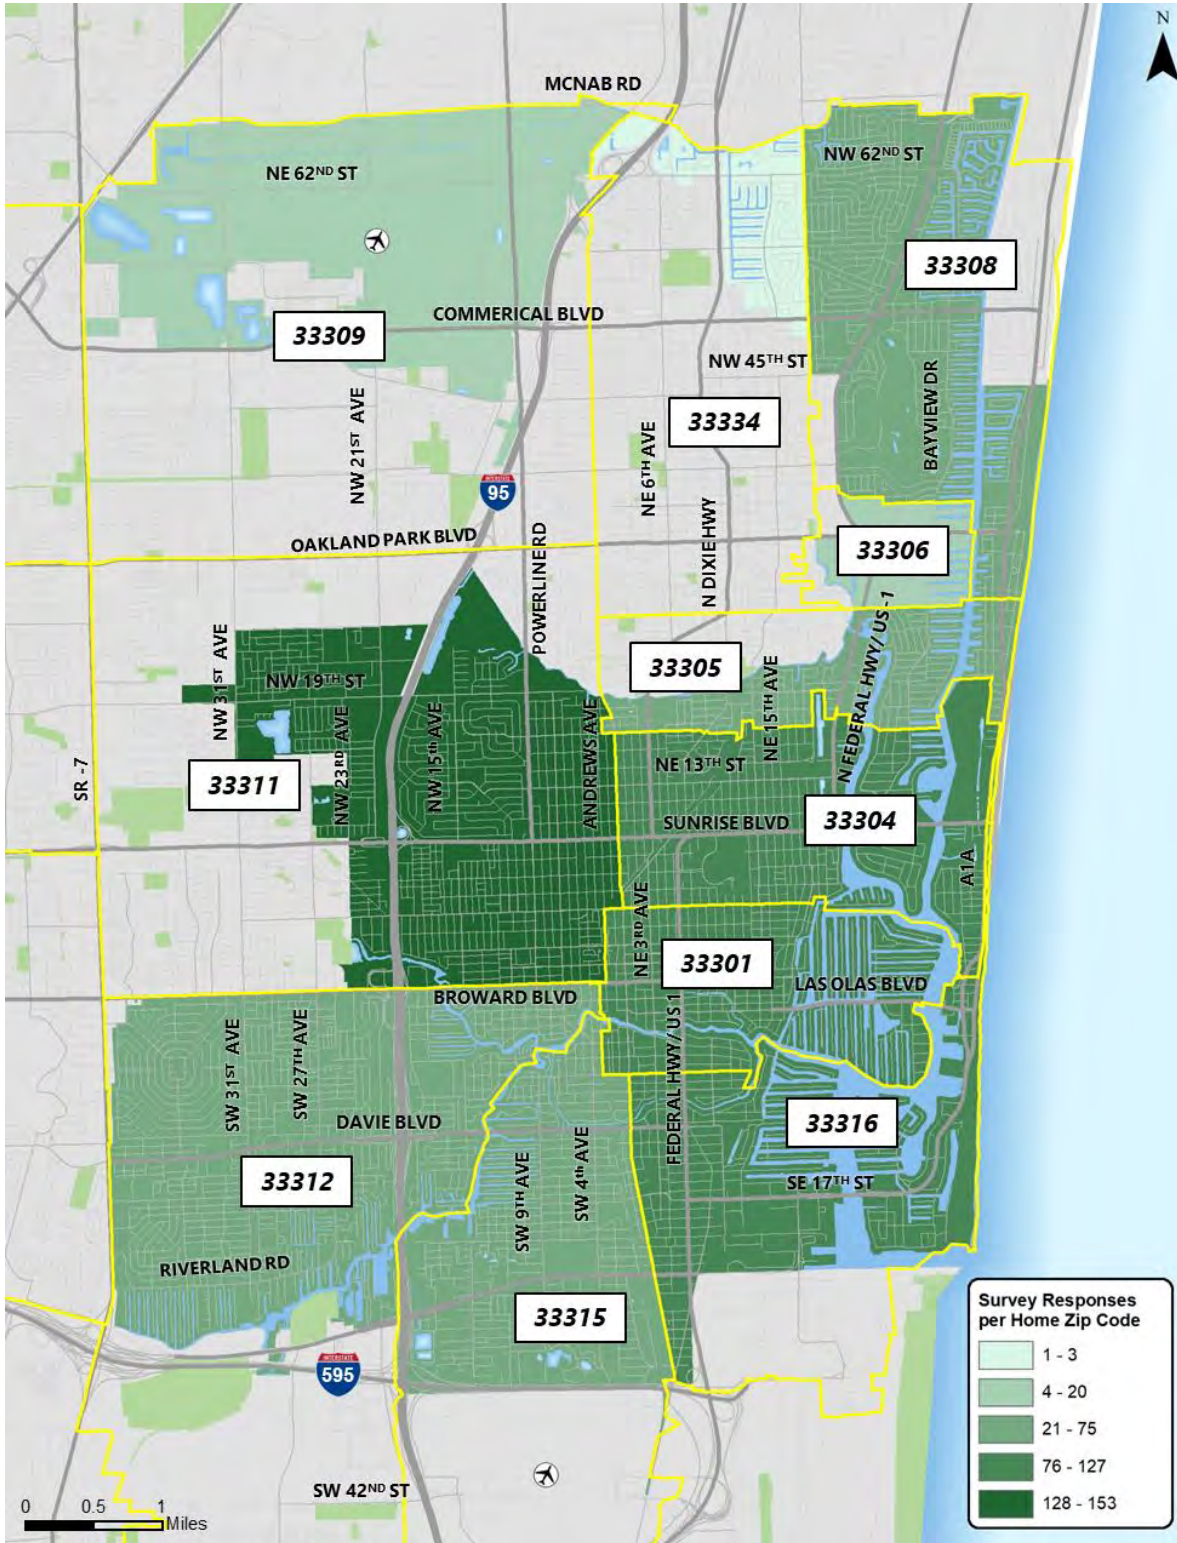 N
MCNAB RD
NE 62ND ST
NW 62ND ST
33308
COMMERICAL BLVD
33309
NW 45TH ST
BAYVIEW DR
NW 21ST AVE
33334
NE 6TH AVE
INTERSTATE
95
N DIXIE HWY
POWERLINE RD
OAKLAND PARK BLVD
33306
N FEDERAL HWY/ US -1
NW 31ST AVE
33305
NE 15TH AVE
NW 19TH ST
NW 23RD AVE
NW 15th AVE
ANDREWS AVE
NE 13TH ST
SR -7
33311
SUNRISE BLVD
33304
A1A
NE 3RD AVE
33301
LAS OLAS BLVD
BROWARD BLVD
FEDERAL HWY/ US 1
SW 31ST AVE
SW 27TH AVE
DAVIE BLVD
33316
SW 4th AVE
SW 9TH AVE
SE 17TH ST
33312
RIVERLAND RD
33315
INTERSTATE
595
SW 42ND ST
0 0.5 1
Miles
Survey Responses
per Home Zip Code
1 - 3
4 - 20
21 - 75
76 - 127
128 - 153